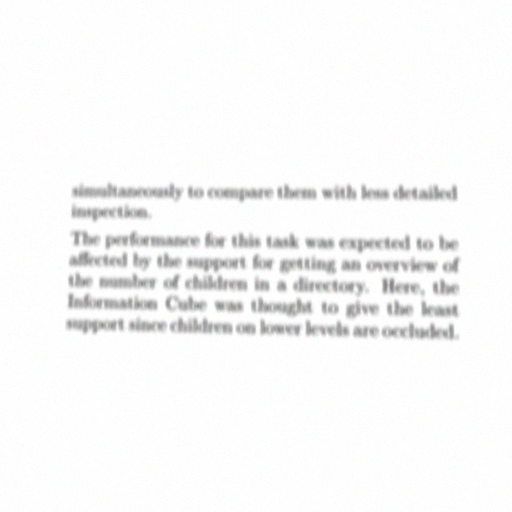 simultaneously to compare them with less detailed
inspection.
The performance for this task was expected to be
affected by the support for getting an overview of
the number of children in a directory. Here, the
Information Cube was thought to give the least
support since children on lower levels are occluded.